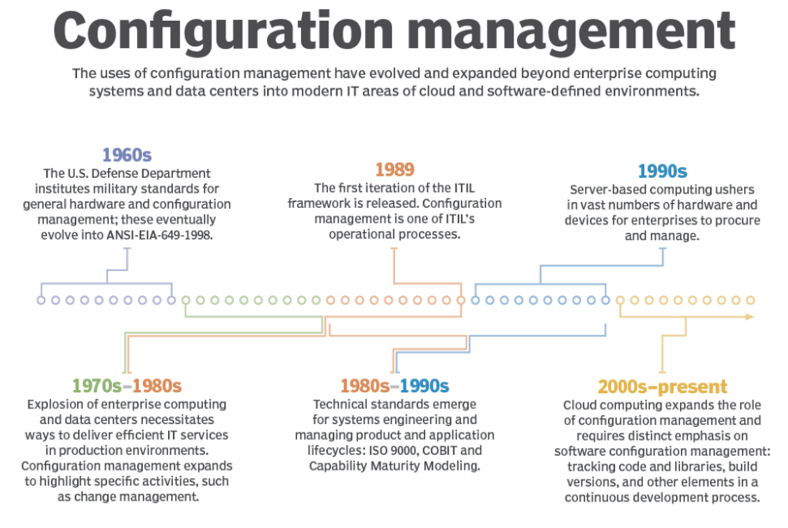 Configuration management
The uses of configuration management have evolved and expanded beyond enterprise computing
systems and data centers into modern IT areas of cloud and software-defined environments.
1960s
The U.S. Defense Department
institutes military standards for
general hardware and configuration
management; these eventually
evolve into ANSI-EIA-649-1998.
1989
The first iteration of the ITIL
framework is released. Configuration
management is one of ITIL's
operational processes.
1990s
Server-based computing ushers
in vast numbers of hardware and
devices for enterprises to procure
and manage.
1970s–1980s
Explosion of enterprise computing
and data centers necessitates
ways to deliver efficient IT services
in production environments.
Configuration management expands
to highlight specific activities, such
as change management.
1980s–1990s
Technical standards emerge
for systems engineering and
managing product and application
lifecycles: ISO 9000, COBIT and
Capability Maturity Modeling.
2000s–present
Cloud computing expands the role
of configuration management and
requires distinct emphasis on
software configuration management:
tracking code and libraries, build
versions, and other elements in a
continuous development process.